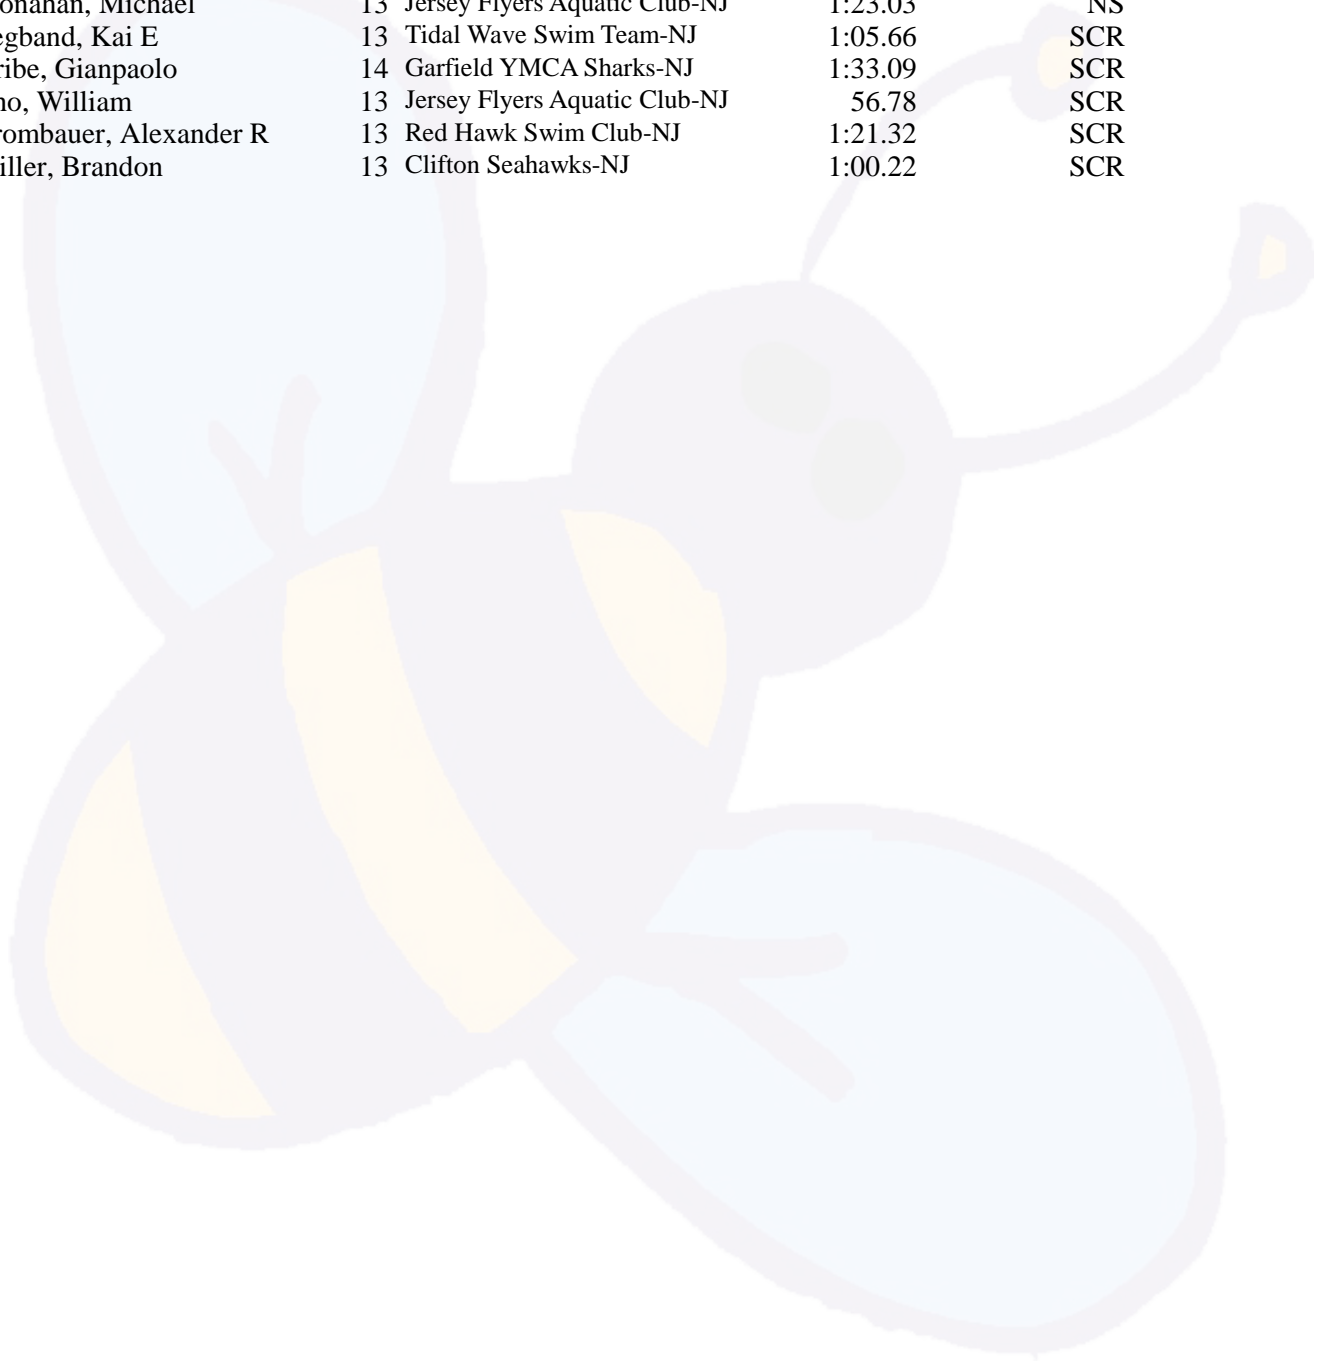 onahan, Michael 13 Jersey Flyers Aquatic Club-NJ 1:23.03 NS
egband, Kai E 13 Tidal Wave Swim Team-NJ 1:05.66 SCR
ribe, Gianpaolo 14 Garfield YMCA Sharks-NJ 1:33.09 SCR
no, William 13 Jersey Flyers Aquatic Club-NJ 56.78 SCR
rombauer, Alexander R 13 Red Hawk Swim Club-NJ 1:21.32 SCR
iller, Brandon 13 Clifton Seahawks-NJ 1:00.22 SCR